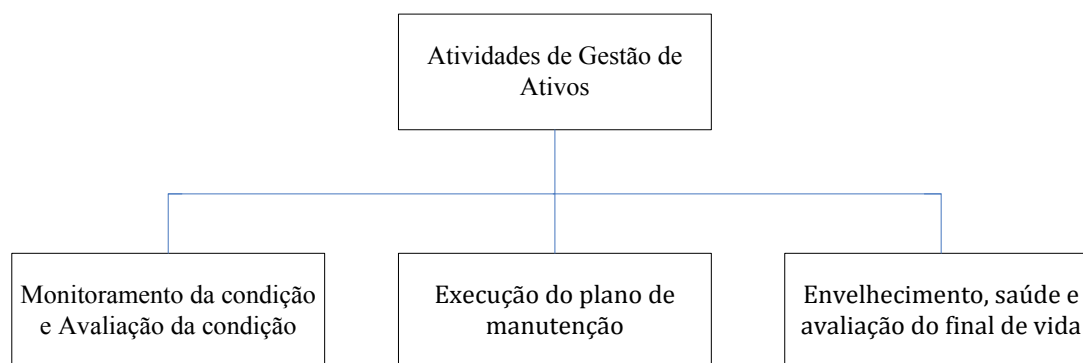 Atividades de Gestão de
Ativos
Monitoramento da condição
e Avaliação da condição
Execução do plano de
manutenção
Envelhecimento, saúde e
avaliação do final de vida